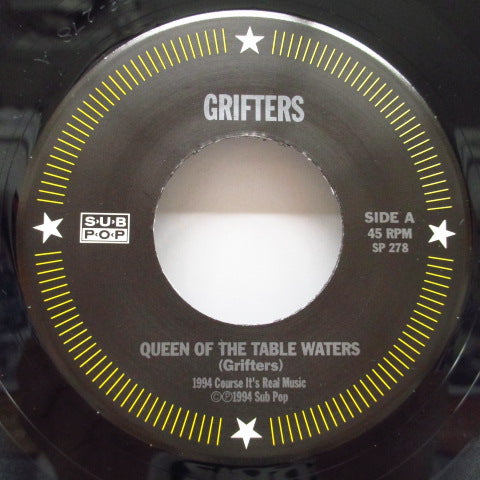 GRIFTERS
SUB
POP
SIDE A
45 RPM
SP 278
QUEEN OF THE TABLE WATERS
(Grifters)
1994 Course It's Real Music
©℗1994 Sub Pop